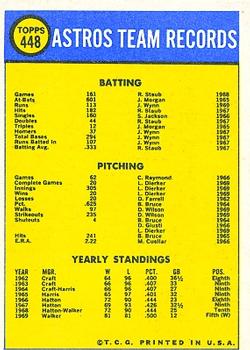 TOPPS
448
ASTROS TEAM RECORDS
BATTING
Games 161 R. Staub 1968
At-Bats 601 J. Morgan 1965
Runs 113 J. Wynn 1969
Hits 182 R. Staub 1967
Singles 160 S. Jackson 1966
Doubles 44 R. Staub 1967
Triples 12 J. Morgan 1965
Homers 37 J. Wynn 1967
Total Bases 294 J. Wynn 1967
Runs Batted In 107 J. Wynn 1967
Batting Avg. .333 R. Staub 1967
PITCHING
Games 62 C. Raymond 1966
Complete Games 20 L. Dierker 1969
Innings 305 L. Dierker 1969
Wins 20 L. Dierker 1969
Losses 20 D. Farrell 1962
Pct. .625 B. Bruce 1964
Walks 97 D. Wilson 1969
Strikeouts 235 D. Wilson 1969
Shutouts 4 B. Bruce 1964
D. Giusti 1966
L. Dierker 1969
Hits 241 B. Bruce 1965
E.R.A. 2.22 M. Cuellar 1966
YEARLY STANDINGS
YEAR MGR. W L PCT. GB POS.
1962 Craft 64 96 .400 36½ Eighth
1963 Craft 66 96 .407 33 Ninth
1964 Craft-Harris 66 96 .407 27 Ninth
1965 Harris 65 97 .401 32 Ninth
1966 Hatton 72 90 .444 23 Eighth
1967 Hatton 69 93 .426 32½ Ninth
1968 Hatton-Walker 72 90 .444 25 Tenth
1969 Walker 81 81 .500 12 Fifth (W)
©T.C.G. PRINTED IN U.S.A.